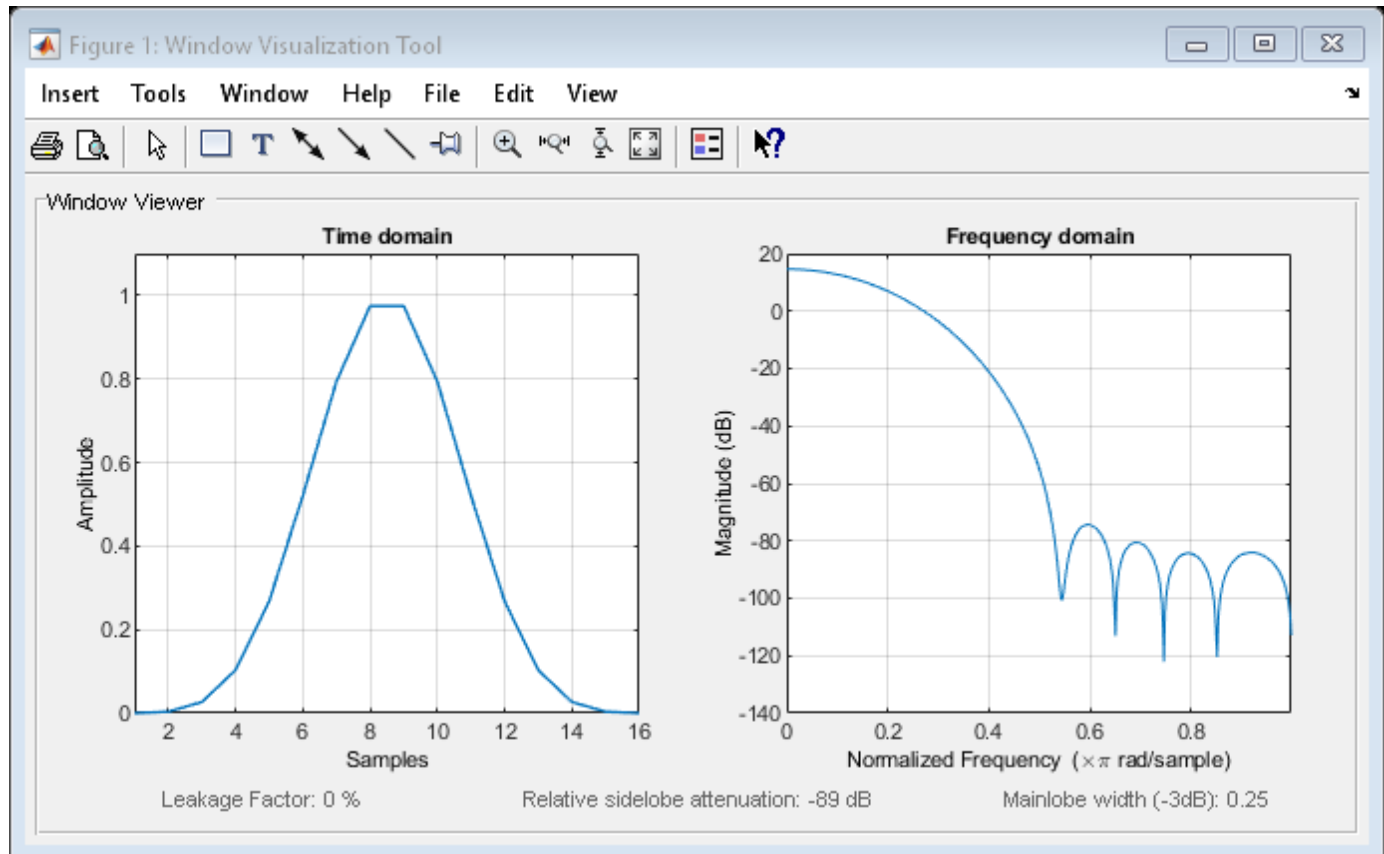 Figure 1: Window Visualization Tool
Insert Tools Window Help File Edit View
T
Window Viewer
Time domain
1
0.8
0.6
0.4
0.2
0
Amplitude
2 4 6 8 10 12 14 16
Samples
Frequency domain
20
0
-20
-40
-60
-80
-100
-120
-140
Magnitude (dB)
0 0.2 0.4 0.6 0.8
Normalized Frequency (×π rad/sample)
Leakage Factor: 0 % Relative sidelobe attenuation: -89 dB Mainlobe width (-3dB): 0.25